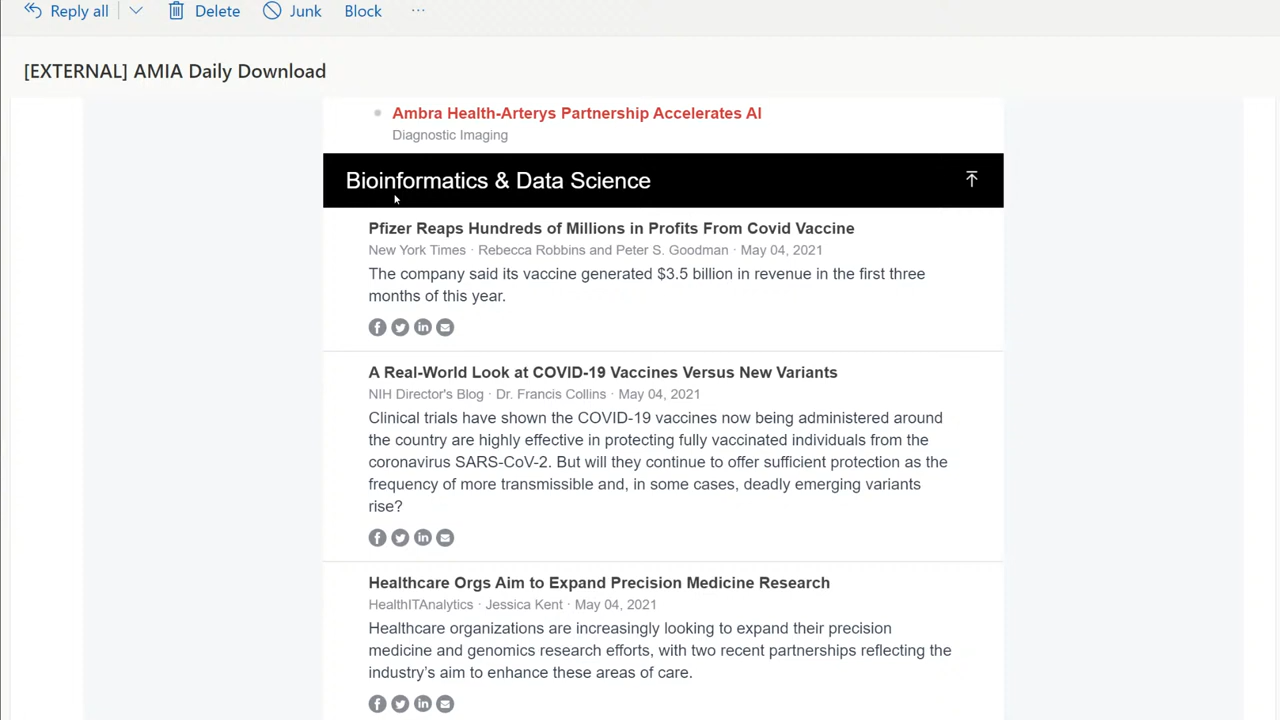 Reply all
Delete
Junk
Block
[EXTERNAL] AMIA Daily Download
Ambra Health-Arterys Partnership Accelerates AI
Diagnostic Imaging
Bioinformatics & Data Science
Pfizer Reaps Hundreds of Millions in Profits From Covid Vaccine
New York Times · Rebecca Robbins and Peter S. Goodman · May 04, 2021
The company said its vaccine generated $3.5 billion in revenue in the first three
months of this year.
A Real-World Look at COVID-19 Vaccines Versus New Variants
NIH Director's Blog · Dr. Francis Collins · May 04, 2021
Clinical trials have shown the COVID-19 vaccines now being administered around
the country are highly effective in protecting fully vaccinated individuals from the
coronavirus SARS-CoV-2. But will they continue to offer sufficient protection as the
frequency of more transmissible and, in some cases, deadly emerging variants
rise?
Healthcare Orgs Aim to Expand Precision Medicine Research
HealthITAnalytics · Jessica Kent · May 04, 2021
Healthcare organizations are increasingly looking to expand their precision
medicine and genomics research efforts, with two recent partnerships reflecting the
industry’s aim to enhance these areas of care.